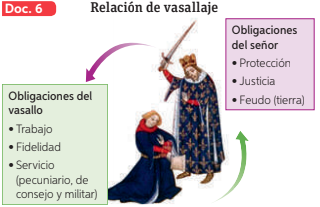 Doc. 6
Relación de vasallaje
Obligaciones
del señor
• Protección
• Justicia
• Feudo (tierra)
Obligaciones del
vasallo
• Trabajo
• Fidelidad
• Servicio
(pecuniario, de
consejo y militar)